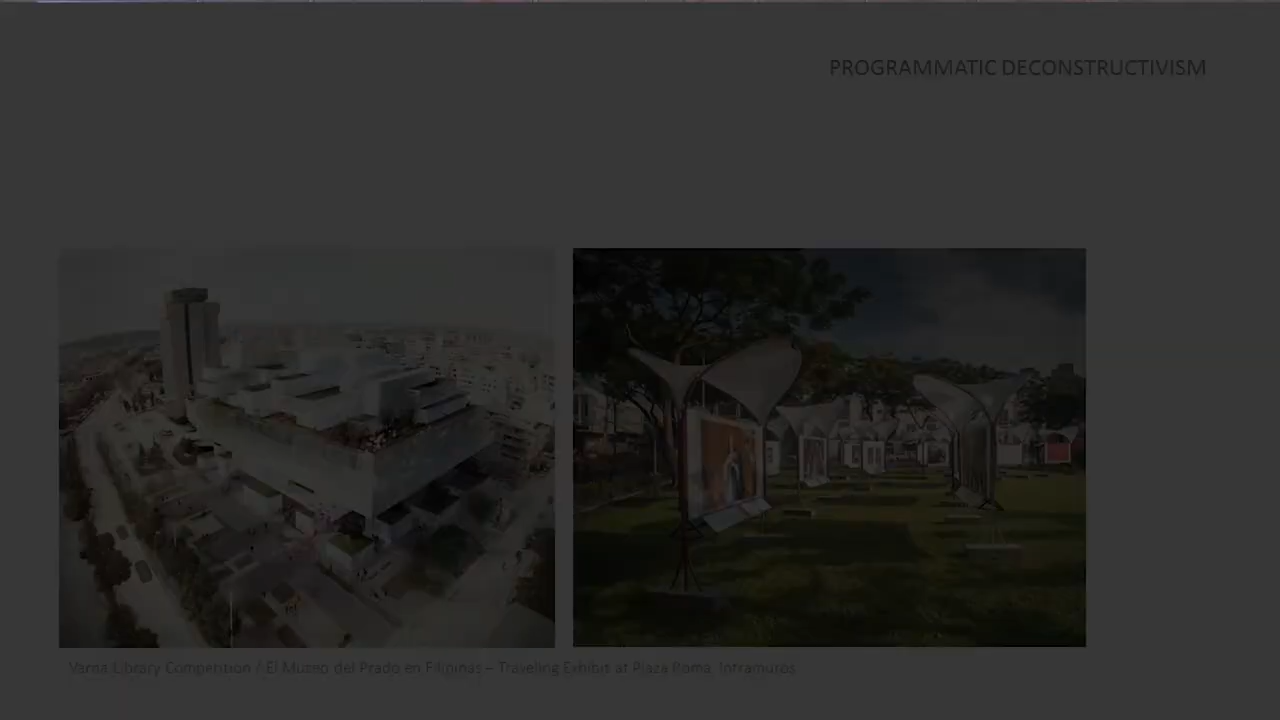 PROGRAMMATIC DECONSTRUCTIVISM
Varna Library Competition / El Museo del Prado en Filipinas – Traveling Exhibit at Plaza Roma, Intramuros